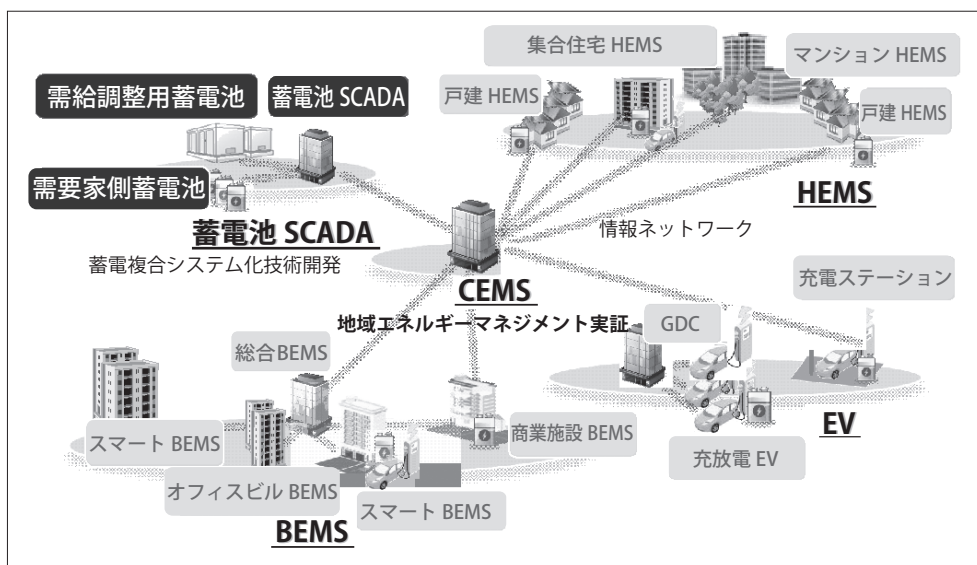 集合住宅 HEMS
マンション HEMS
需給調整用蓄電池
蓄電池 SCADA
戸建 HEMS
戸建 HEMS
需要家側蓄電池
HEMS
蓄電池 SCADA
情報ネットワーク
蓄電複合システム化技術開発
充電ステーション
CEMS
地域エネルギーマネジメント実証
GDC
総合BEMS
EV
スマート BEMS
商業施設 BEMS
充放電 EV
オフィスビル BEMS
スマート BEMS
BEMS